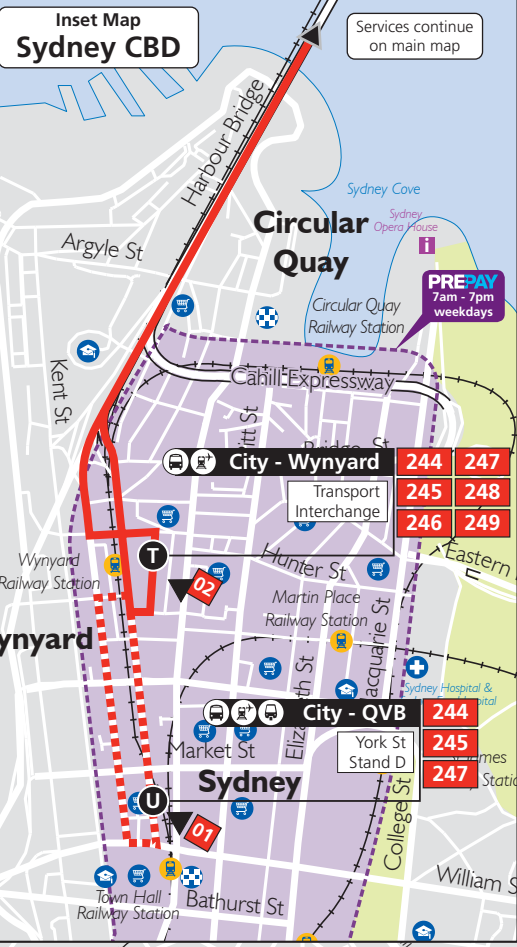 Inset Map
Sydney CBD
Services continue
on main map
Harbour Bridge
Sydney Cove
Sydney
Opera House
i
Circular
Quay
Argyle St
PREPAY
7am - 7pm
weekdays
Circular Quay
Railway Station
Kent St
Cahill Expressway
City - Wynyard
244 247
Transport
Interchange
245 248
246 249
T
Wynyard
Railway Station
Hunter St
Eastern
02
Martin Place
Railway Station
ynyard
acquarie St
Sydney Hospital &
City - QVB
244
York St
Stand D
245
247
Market St
Sydney
U
01
College St
William S
Town Hall
Railway Station
Bathurst St